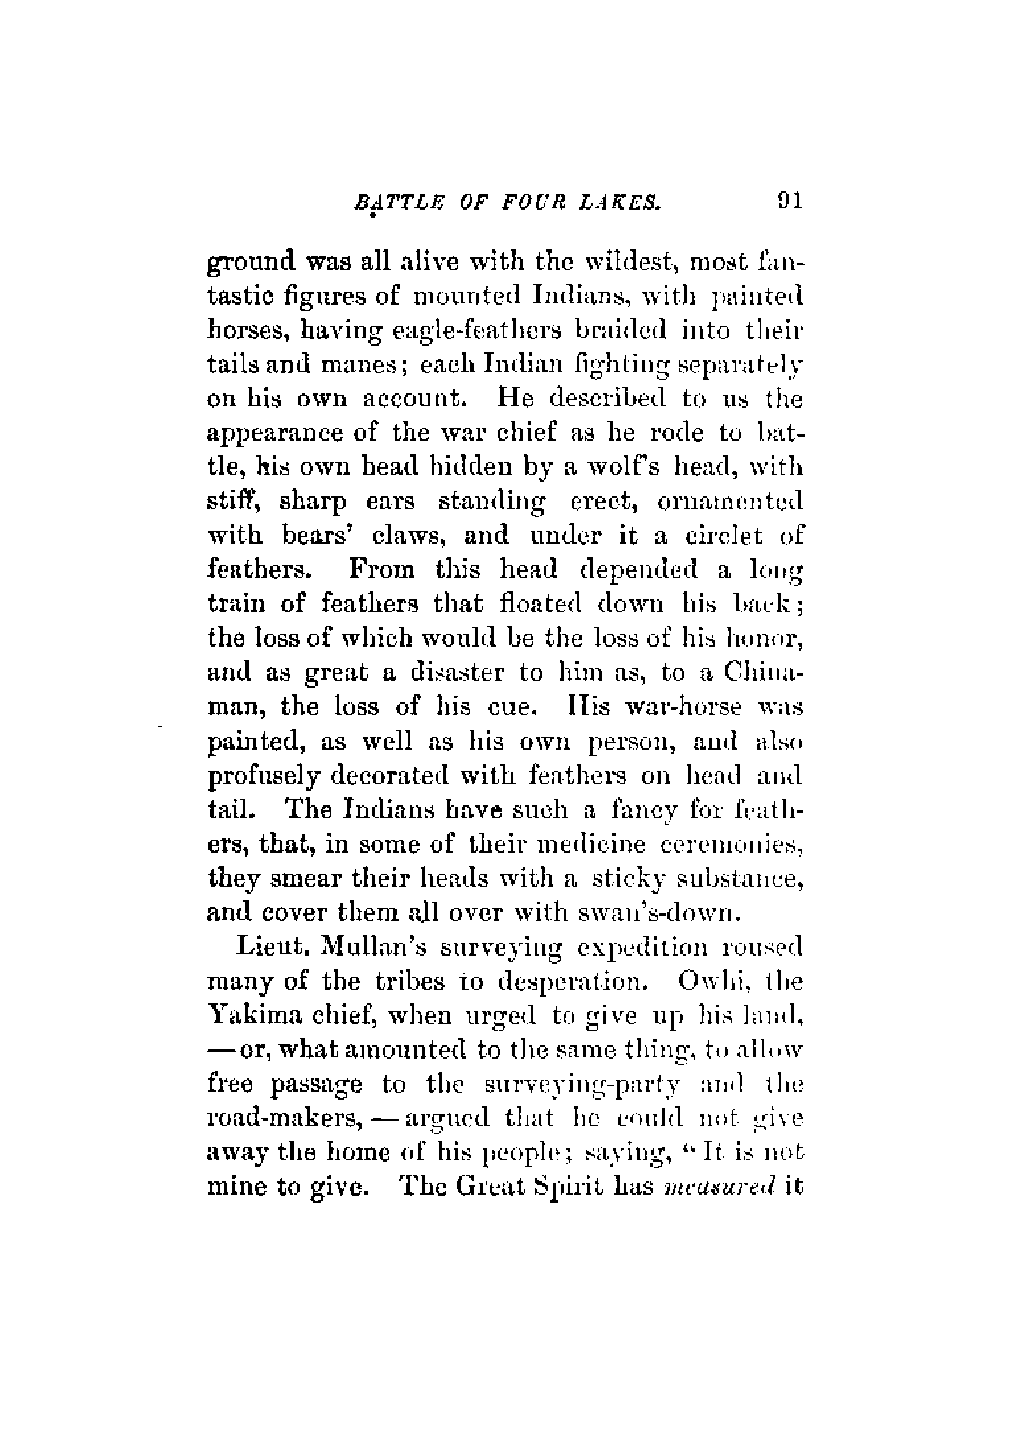 BATTLE OF FOUR LAKES. 91
ground was all alive with the wildest, most fan-
tastic figures of mounted Indians, with painted
horses, having eagle-feathers braided into their
tails and manes; each Indian fighting separately
on his own account. He described to us the
appearance of the war chief as he rode to bat-
tle, his own head hidden by a wolf's head, with
stiff, sharp ears standing erect, ornamented
with bears' claws, and under it a circlet of
feathers. From this head depended a long
train of feathers that floated down his back;
the loss of which would be the loss of his honor,
and as great a disaster to him as, to a China-
man, the loss of his cue. His war-horse was
painted, as well as his own person, and also
profusely decorated with feathers on head and
tail. The Indians have such a fancy for feath-
ers, that, in some of their medicine ceremonies,
they smear their heads with a sticky substance,
and cover them all over with swan's-down.
Lieut. Mullan's surveying expedition roused
many of the tribes to desperation. Owhi, the
Yakima chief, when urged to give up his land,
—or, what amounted to the same thing, to allow
free passage to the surveying-party and the
road-makers, — argued that he could not give
away the home of his people; saying, "It is not
mine to give. The Great Spirit has measured it